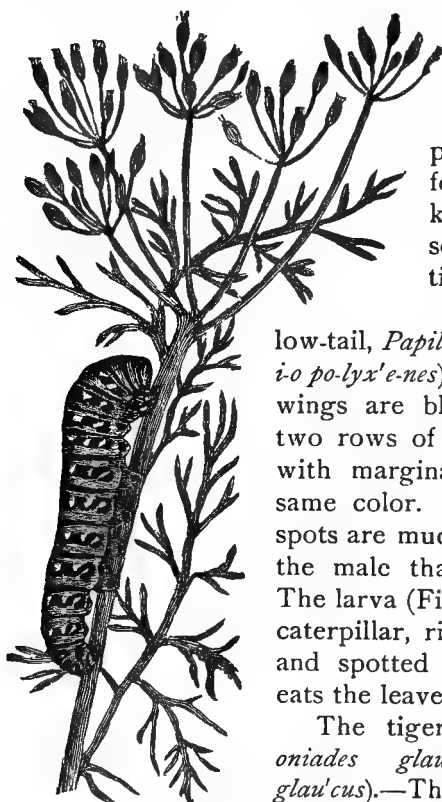 p
fo
k
s
ti
low-tail, Papil
i-o po-lyx'e-nes)
wings are bl
two rows of
with margina
same color.
spots are muc
the male tha
The larva (Fi
caterpillar, ri
and spotted
eats the leave
The tiger
oniades glau
glau'cus).—Th